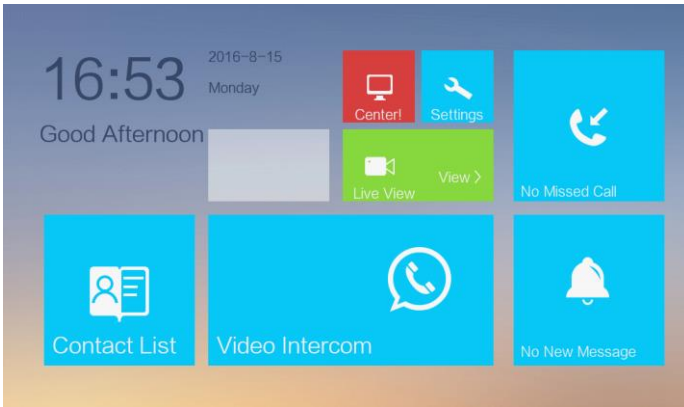 16:53
2016-8-15
Monday
Good Afternoon
Center!
Settings
Live View
View >
No Missed Call
Contact List
Video Intercom
No New Message